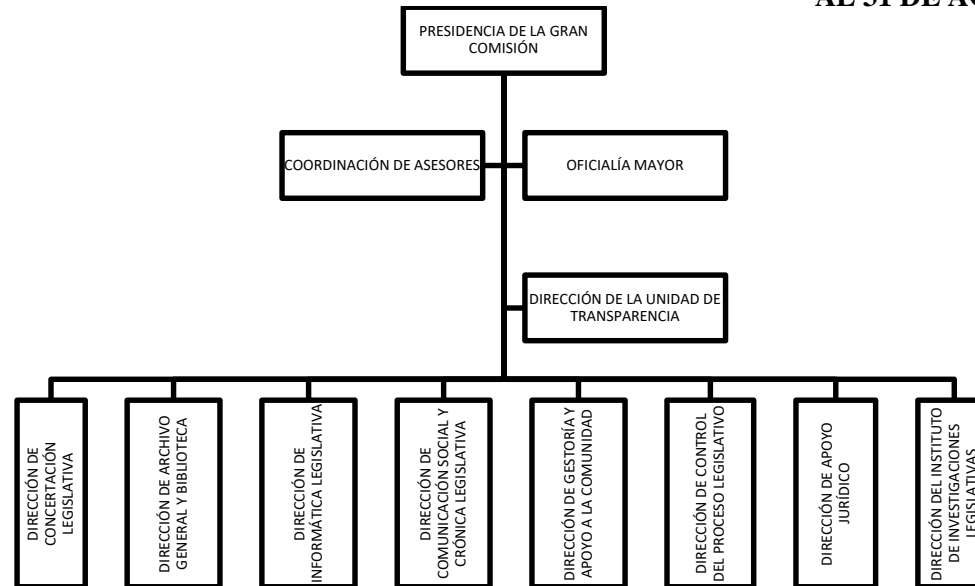 AL 31 DE
PRESIDENCIA DE LA GRAN
COMISIÓN
COORDINACIÓN DE ASESORES
OFICIALÍA MAYOR
DIRECCIÓN DE LA UNIDAD DE
TRANSPARENCIA
DIRECCIÓN DE
CONCERTACIÓN
LEGISLATIVA
DIRECCIÓN DE ARCHIVO
GENERAL Y BIBLIOTECA
DIRECCIÓN DE
INFORMÁTICA LEGISLATIVA
DIRECCIÓN DE
COMUNICACIÓN SOCIAL Y
CRÓNICA LEGISLATIVA
DIRECCIÓN DE GESTORÍA Y
APOYO A LA COMUNIDAD
DIRECCIÓN DE CONTROL
DEL PROCESO LEGISLATIVO
DIRECCIÓN DE APOYO
JURÍDICO
DIRECCIÓN DEL INSTITUTO
DE INVESTIGACIONES
LEGISLATIVAS